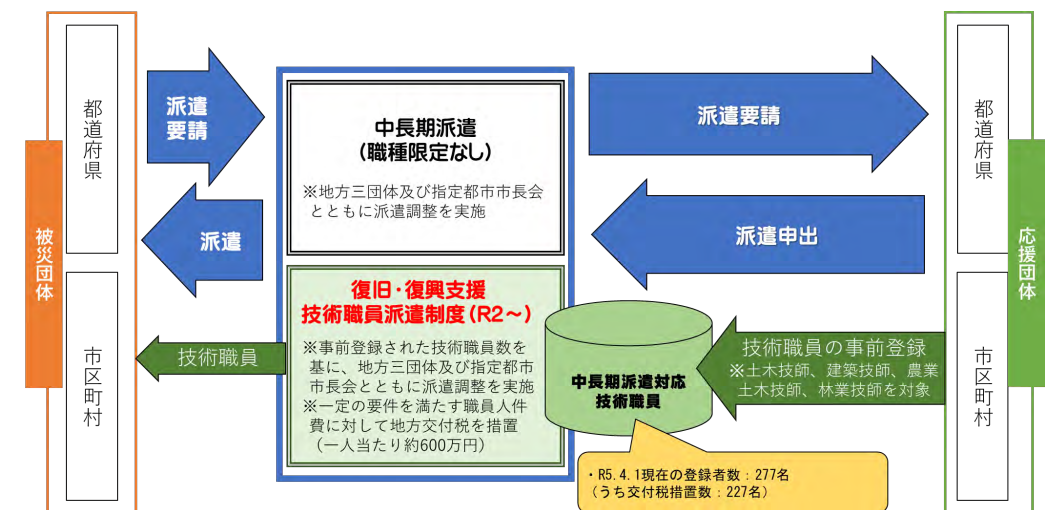 被災団体
都道府県
市区町村
派遣
要請
派遣
技術職員
中長期派遣
(職種限定なし)
※地方三団体及び指定都市市長会
とともに派遣調整を実施
復旧・復興支援
技術職員派遣制度(R2～)
※事前登録された技術職員数を
基に、地方三団体及び指定都市
市長会とともに派遣調整を実施
※一定の要件を満たす職員人件
費に対して地方交付税を措置
(一人当たり約600万円)
中長期派遣対応
技術職員
・R5.4.1現在の登録者数:277名
(うち交付税措置数:227名)
派遣要請
派遣申出
技術職員の事前登録
※土木技師、建築技師、農業
土木技師、林業技師を対象
都道府県
市区町村
応援団体